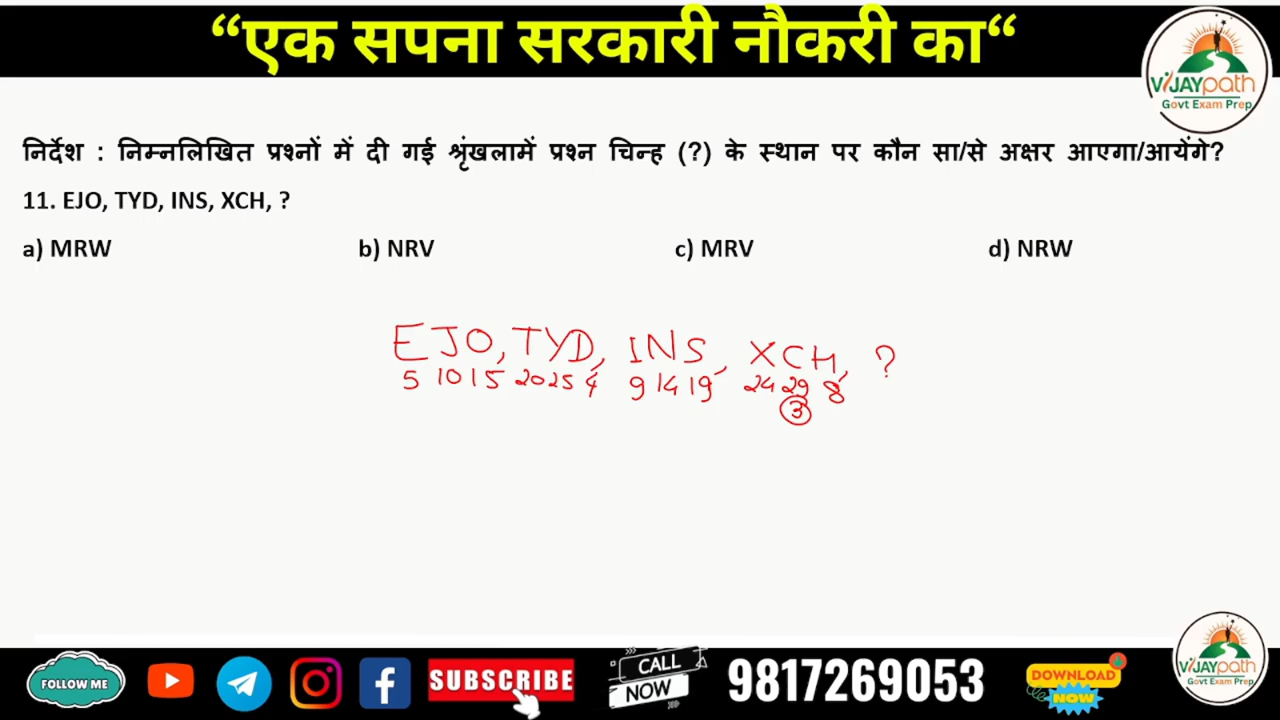 “एक सपना सरकारी नौकरी का“
VIJAYpath
Govt Exam Prep
निर्देश : निम्नलिखित प्रश्नों में दी गई श्रृंखलामें प्रश्न चिन्ह (?) के स्थान पर कौन सा/से अक्षर आएगा/आयेंगे?
11. EJO, TYD, INS, XCH, ?
a) MRW b) NRV c) MRV d) NRW
EJO, TYD, INS, XCH, ?
5 10 15 20 25 4 9 14 19 24 29 8
3
FOLLOW ME SUBSCRIBE CALL NOW 9817269053 DOWNLOAD NOW
VIJAYpath
Govt Exam Prep